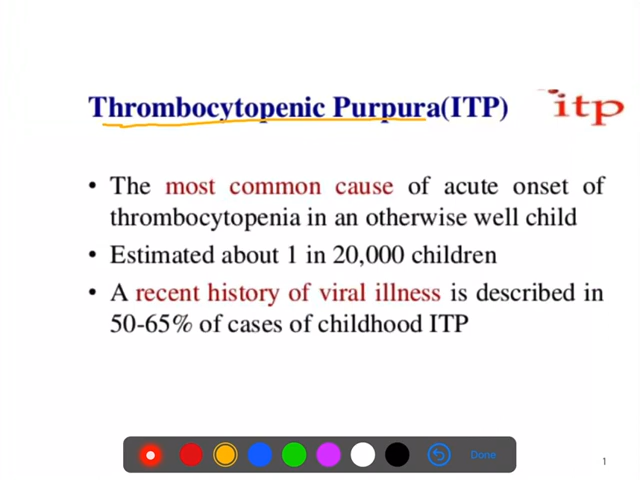 Thrombocytopenic Purpura(ITP)
itp
• The most common cause of acute onset of
thrombocytopenia in an otherwise well child
• Estimated about 1 in 20,000 children
• A recent history of viral illness is described in
50-65% of cases of childhood ITP
Done
1